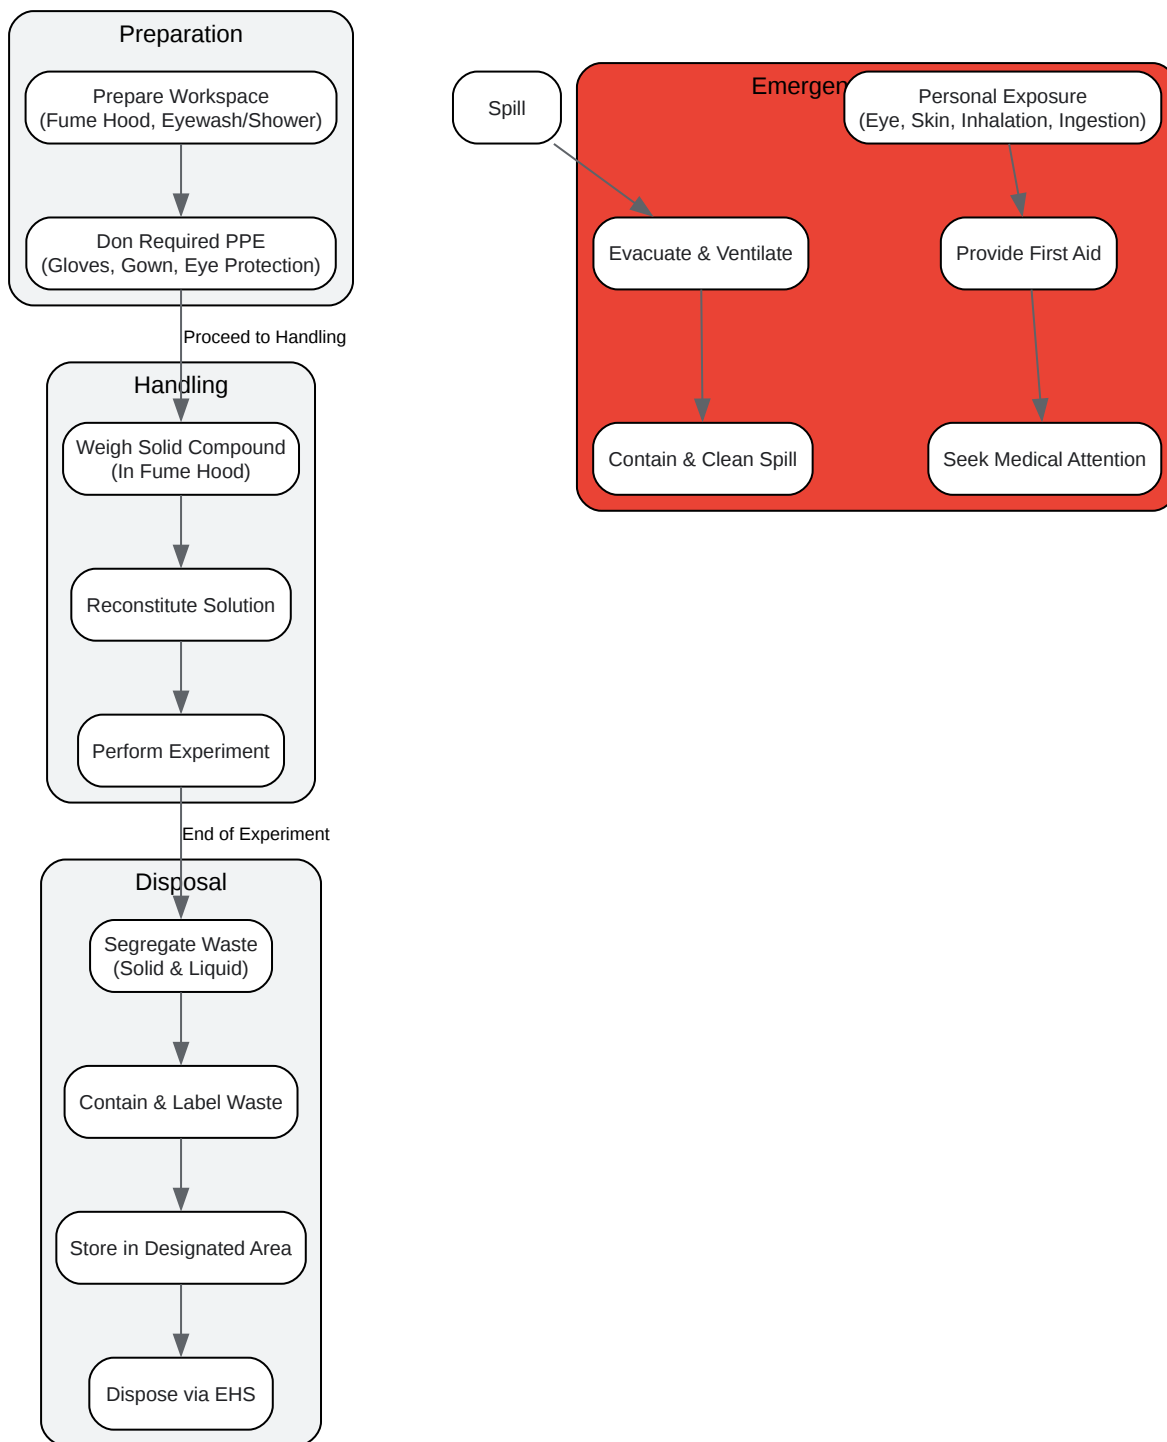 Preparation
Prepare Workspace
(Fume Hood, Eyewash/Shower)
Don Required PPE
(Gloves, Gown, Eye Protection)
Proceed to Handling
Handling
Weigh Solid Compound
(In Fume Hood)
Reconstitute Solution
Perform Experiment
End of Experiment
Disposal
Segregate Waste
(Solid & Liquid)
Contain & Label Waste
Store in Designated Area
Dispose via EHS
Spill
Emergen
Personal Exposure
(Eye, Skin, Inhalation, Ingestion)
Evacuate & Ventilate
Provide First Aid
Contain & Clean Spill
Seek Medical Attention